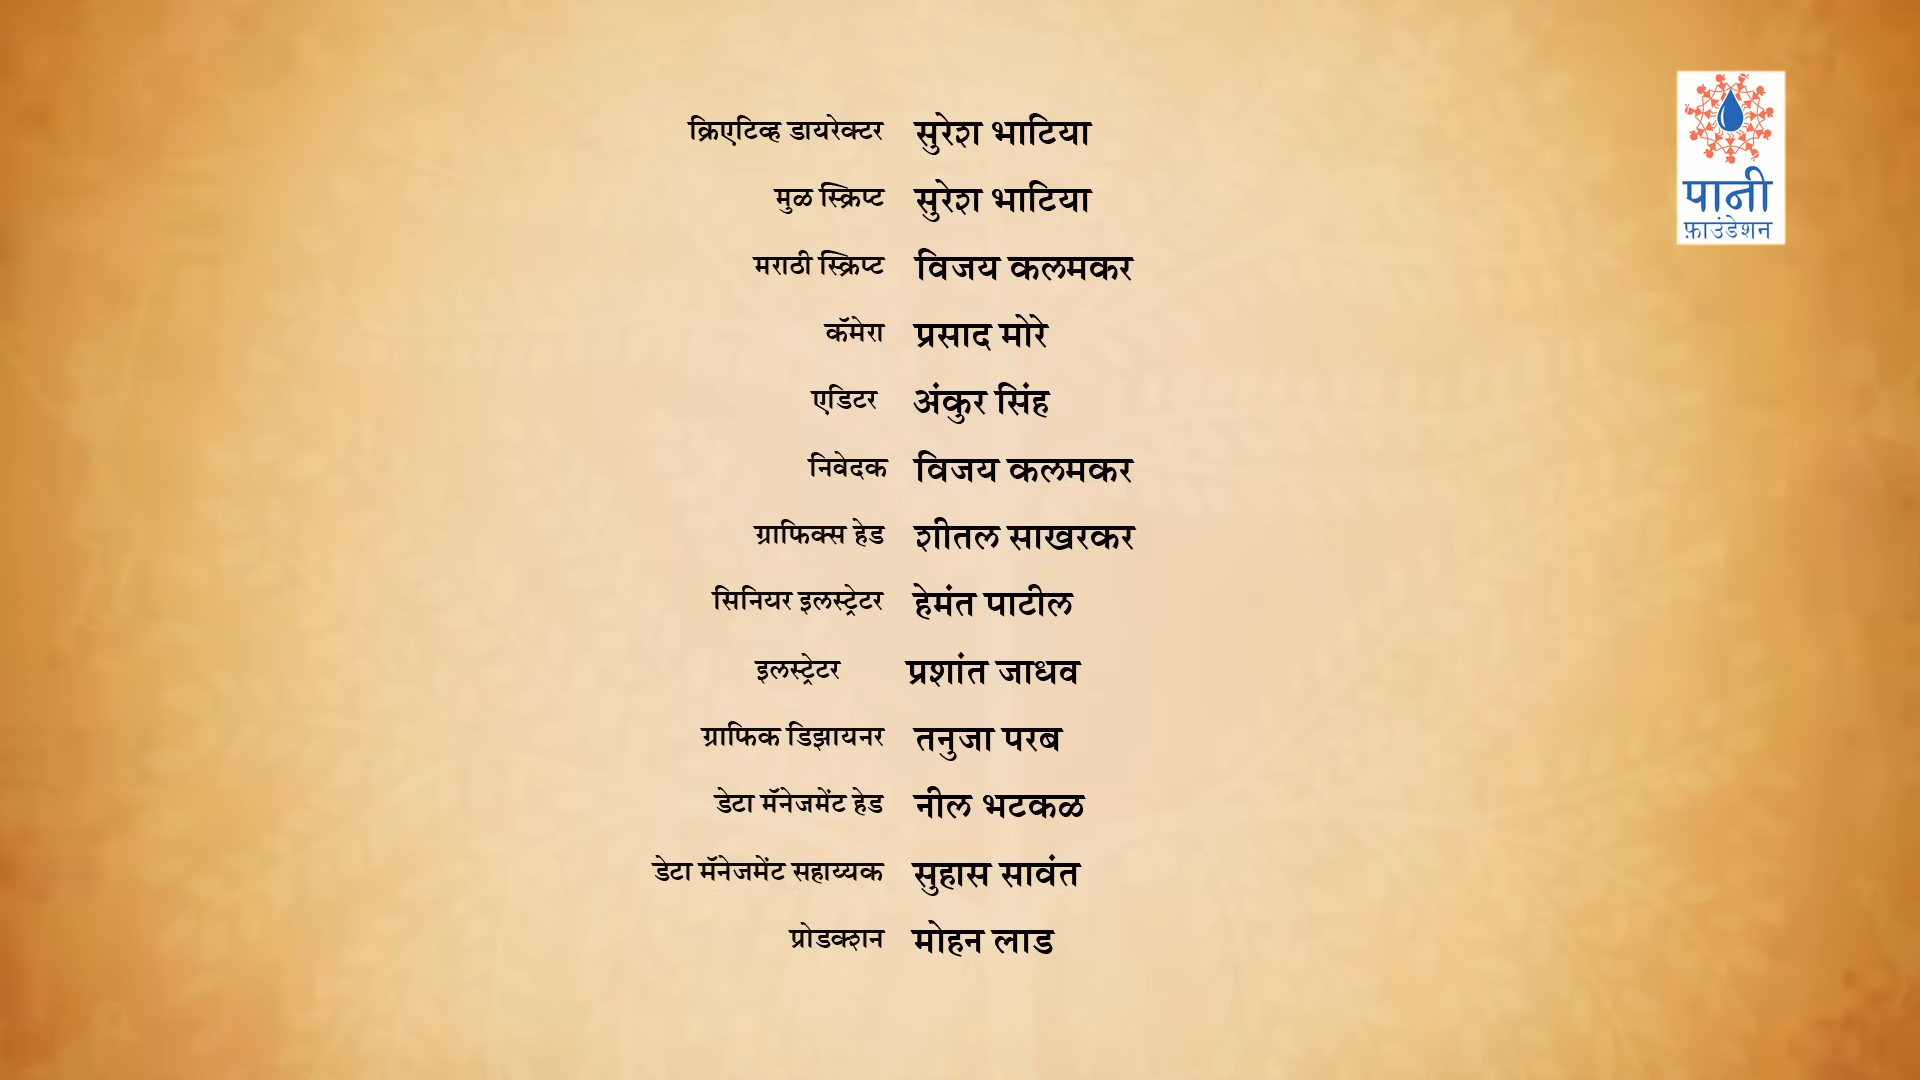 क्रिएटिव्ह डायरेक्टर सुरेश भाटिया
मुळ स्क्रिप्ट सुरेश भाटिया
मराठी स्क्रिप्ट विजय कलमकर
कॅमेरा प्रसाद मोरे
एडिटर अंकुर सिंह
निवेदक विजय कलमकर
ग्राफिक्स हेड शीतल साखरकर
सिनियर इलस्ट्रेटर हेमंत पाटील
इलस्ट्रेटर प्रशांत जाधव
ग्राफिक डिझायनर तनुजा परब
डेटा मॅनेजमेंट हेड नील भटकळ
डेटा मॅनेजमेंट सहाय्यक सुहास सावंत
प्रोडक्शन मोहन लाड
पानी
फ़ाउंडेशन